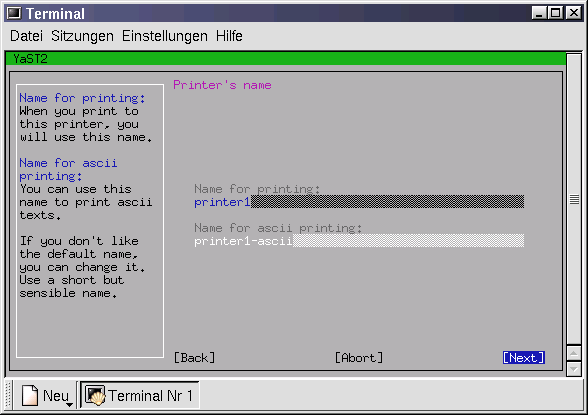 Terminal
Datei Sitzungen Einstellungen Hilfe
YaST2
Printer's name
Name for printing:
When you print to
this printer, you
will use this name.
Name for ascii
printing:
You can use this
name to print ascii
texts.
If you don't like
the default name,
you can change it.
Use a short but
sensible name.
Name for printing:
printer1
Name for ascii printing:
printer1-ascii
[Back] [Abort] [Next]
Neu Terminal Nr 1